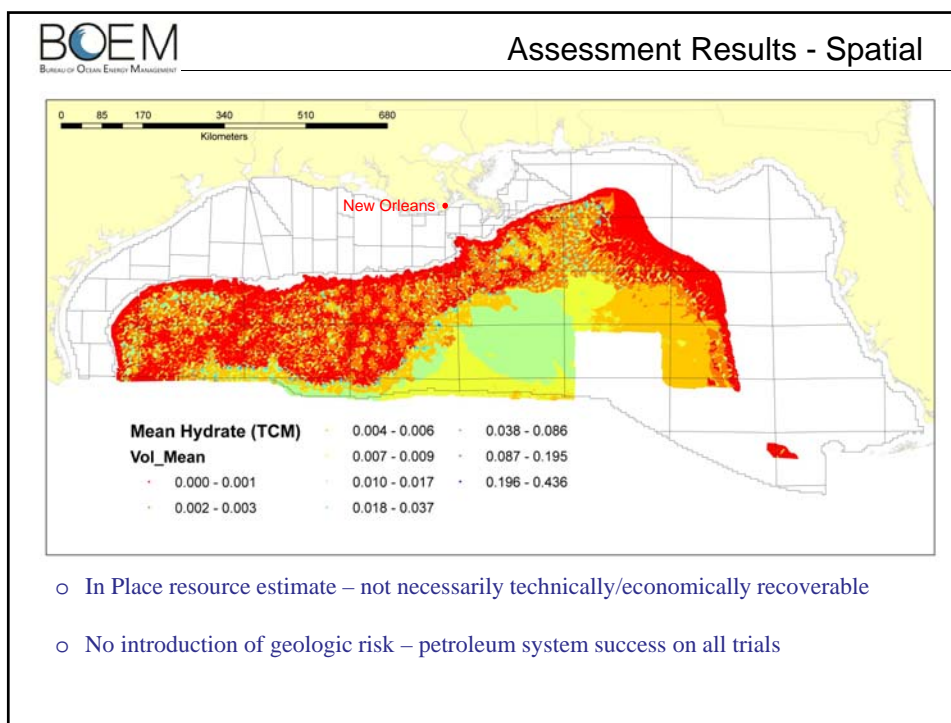 BOEM
BUREAU OF OCEAN ENERGY MANAGEMENT
Assessment Results - Spatial
0 85 170 340 510 680
Kilometers
New Orleans
Mean Hydrate (TCM)
Vol_Mean
0.000 - 0.001
0.002 - 0.003
0.004 - 0.006
0.007 - 0.009
0.010 - 0.017
0.018 - 0.037
0.038 - 0.086
0.087 - 0.195
0.196 - 0.436
o In Place resource estimate – not necessarily technically/economically recoverable
o No introduction of geologic risk – petroleum system success on all trials